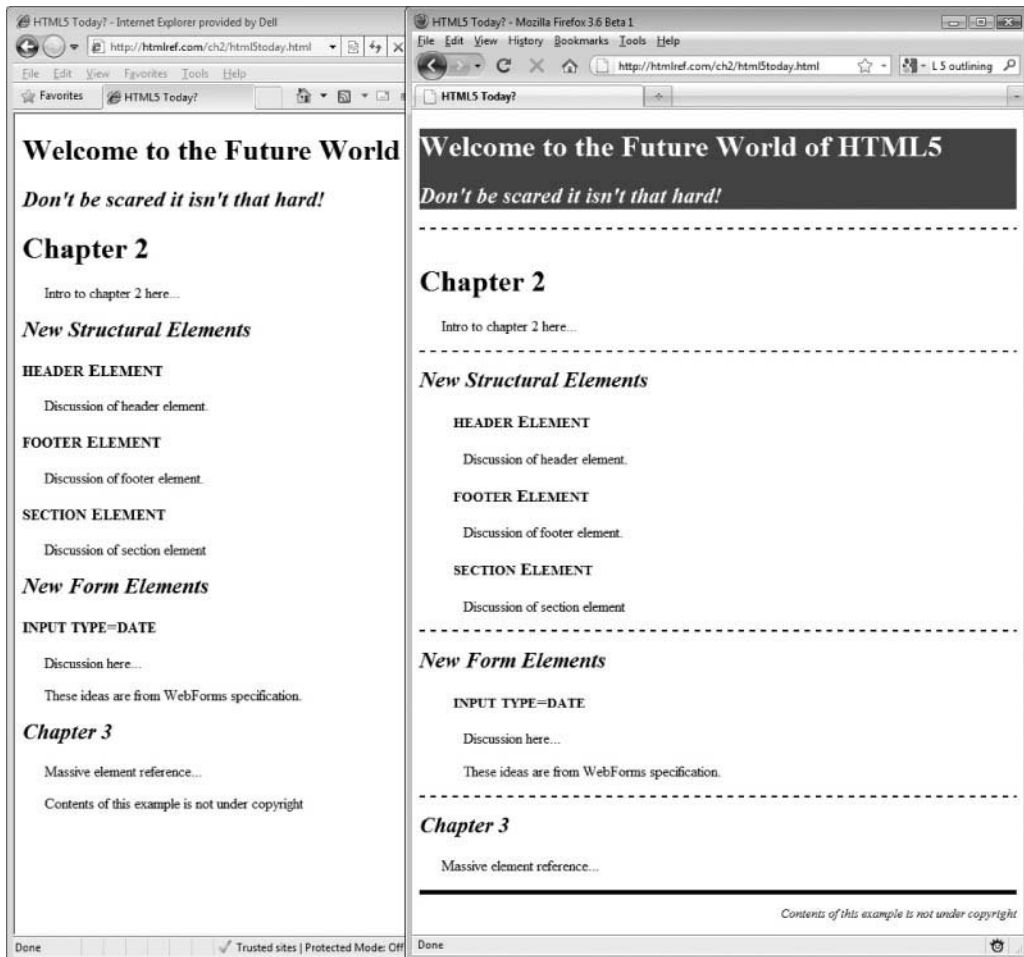 HTML5 Today? - Internet Explorer provided by Dell
http://htmlref.com/ch2/html5today.html
File Edit View Favorites Tools Help
Favorites HTML5 Today?
Welcome to the Future World
Don't be scared it isn't that hard!
Chapter 2
Intro to chapter 2 here...
New Structural Elements
HEADER ELEMENT
Discussion of header element.
FOOTER ELEMENT
Discussion of footer element.
SECTION ELEMENT
Discussion of section element
New Form Elements
INPUT TYPE=DATE
Discussion here...
These ideas are from WebForms specification.
Chapter 3
Massive element reference...
Contents of this example is not under copyright
Done Trusted sites | Protected Mode: Off
HTML5 Today? - Mozilla Firefox 3.6 Beta 1
File Edit View History Bookmarks Tools Help
http://htmlref.com/ch2/html5today.html L 5 outlining
HTML5 Today?
Welcome to the Future World of HTML5
Don't be scared it isn't that hard!
Chapter 2
Intro to chapter 2 here...
New Structural Elements
HEADER ELEMENT
Discussion of header element.
FOOTER ELEMENT
Discussion of footer element.
SECTION ELEMENT
Discussion of section element
New Form Elements
INPUT TYPE=DATE
Discussion here...
These ideas are from WebForms specification.
Chapter 3
Massive element reference...
Contents of this example is not under copyright
Done